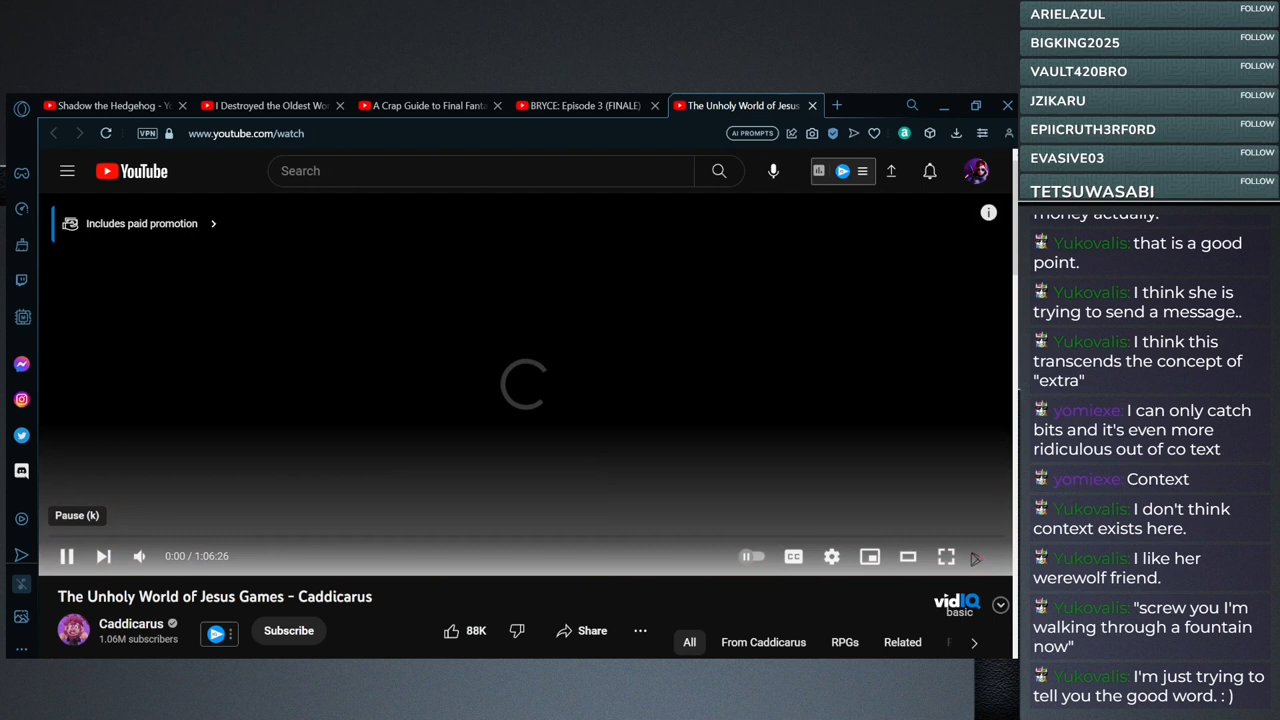 Shadow the Hedgehog - Yo
I Destroyed the Oldest Wor
A Crap Guide to Final Fanta
BRYCE: Episode 3 (FINALE)
The Unholy World of Jesus
VPN
www.youtube.com/watch
AI PROMPTS
YouTube
Search
Includes paid promotion
Pause (k)
0:00 / 1:06:26
CC
The Unholy World of Jesus Games - Caddicarus
Caddicarus
1.06M subscribers
Subscribe
88K
Share
vidIQ
basic
All
From Caddicarus
RPGs
Related
ARIELAZUL
FOLLOW
BIGKING2025
FOLLOW
VAULT420BRO
FOLLOW
JZIKARU
FOLLOW
EPIICRUTH3RF0RD
FOLLOW
EVASIVE03
FOLLOW
TETSUWASABI
FOLLOW
money actually.
Yukovalis: that is a good
point.
Yukovalis: I think she is
trying to send a message..
Yukovalis: I think this
transcends the concept of
"extra"
yomiexe: I can only catch
bits and it's even more
ridiculous out of co text
yomiexe: Context
Yukovalis: I don't think
context exists here.
Yukovalis: I like her
werewolf friend.
Yukovalis: "screw you I'm
walking through a fountain
now"
Yukovalis: I'm just trying to
tell you the good word. : )